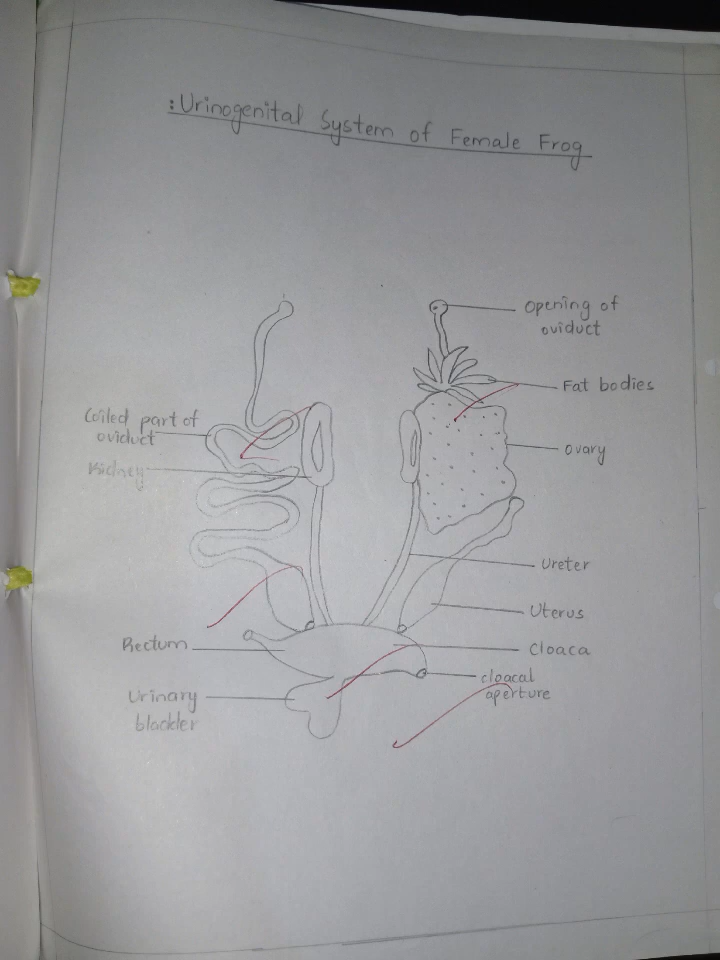 :Urinogenital System of Female Frog
Opening of
oviduct
Fat bodies
Coiled part of
oviduct
ovary
Kidney
Ureter
Uterus
Rectum
Cloaca
cloacal
aperture
Urinary
bladder